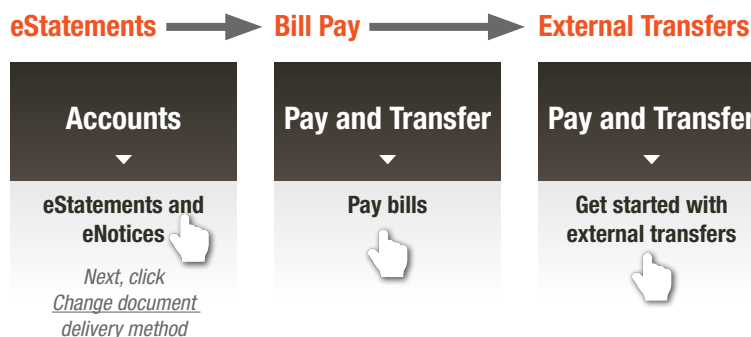 eStatements Bill Pay External Transfers
Accounts
eStatements and
eNotices
Next, click
Change document
delivery method
Pay and Transfer
Pay bills
Pay and Transfer
Get started with
external transfers